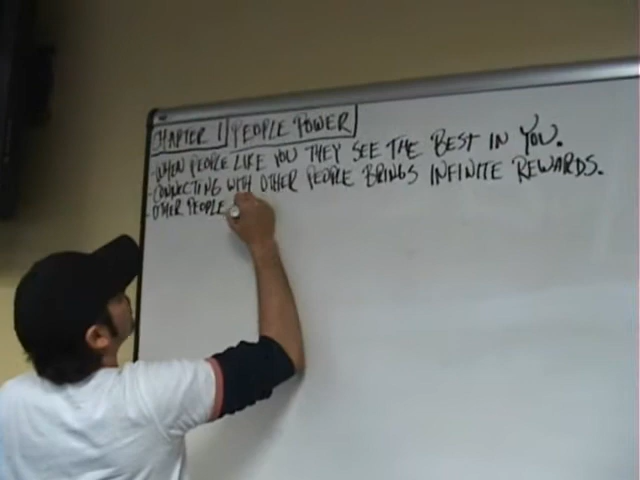 CHAPTER 1 PEOPLE POWER
- WHEN PEOPLE LIKE YOU THEY SEE THE BEST IN YOU.
- CONNECTING WITH OTHER PEOPLE BRINGS INFINITE REWARDS.
- OTHER PEOPLE